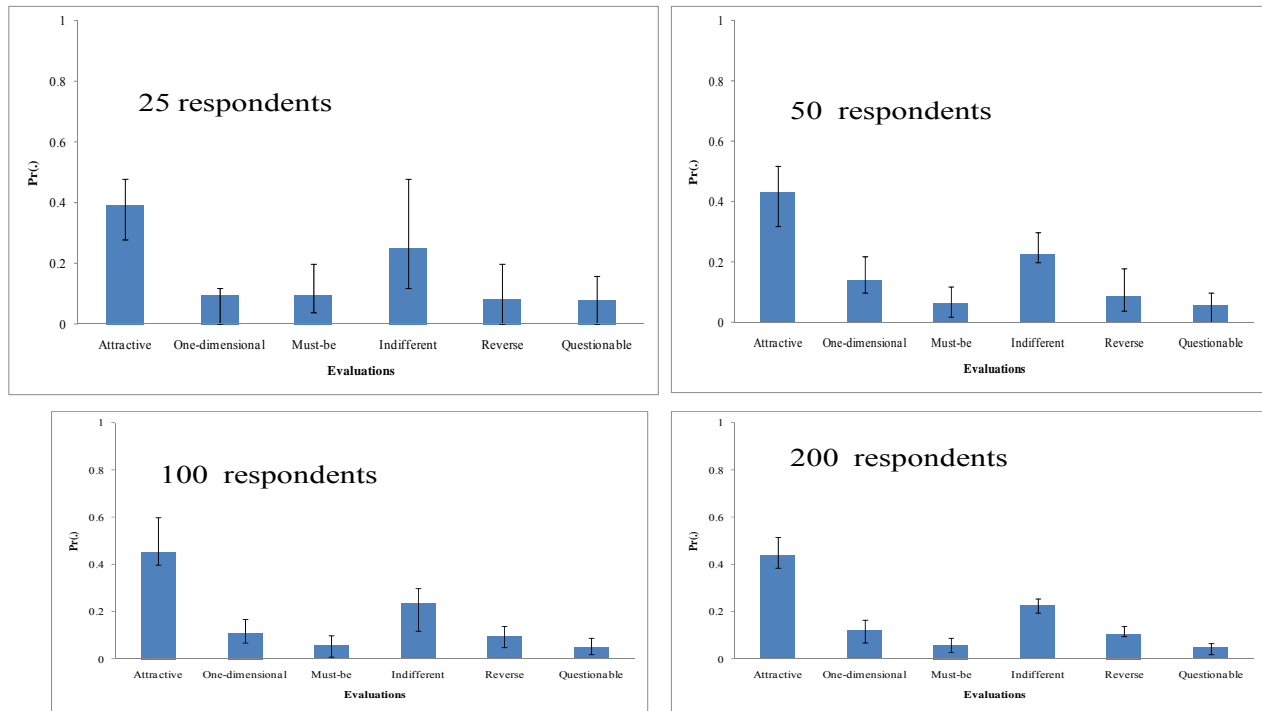 1
0.8
0.6
0.4
0.2
0
Pr(.)
25 respondents
Attractive One-dimensional Must-be Indifferent Reverse Questionable
Evaluations
1
0.8
0.6
0.4
0.2
0
Pr(.)
50 respondents
Attractive One-dimensional Must-be Indifferent Reverse Questionable
Evaluations
1
0.8
0.6
0.4
0.2
0
Pr(.)
100 respondents
Attractive One-dimensional Must-be Indifferent Reverse Questionable
Evaluations
1
0.8
0.6
0.4
0.2
0
Pr(.)
200 respondents
Attractive One-dimensional Must-be Indifferent Reverse Questionable
Evaluations